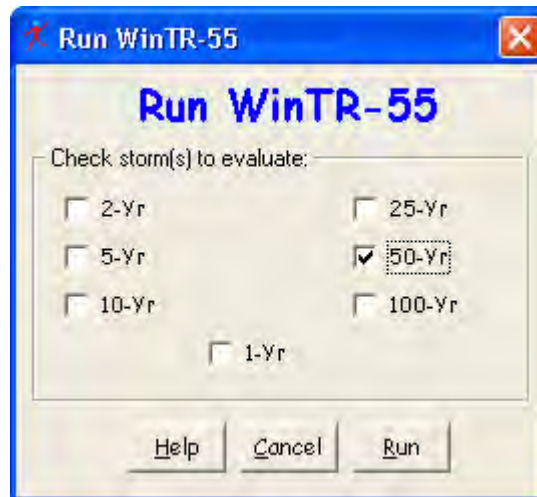 Run WinTR-55
Run WinTR-55
Check storm(s) to evaluate:
2-Yr 25-Yr
5-Yr 50-Yr
10-Yr 100-Yr
1-Yr
Help Cancel Run